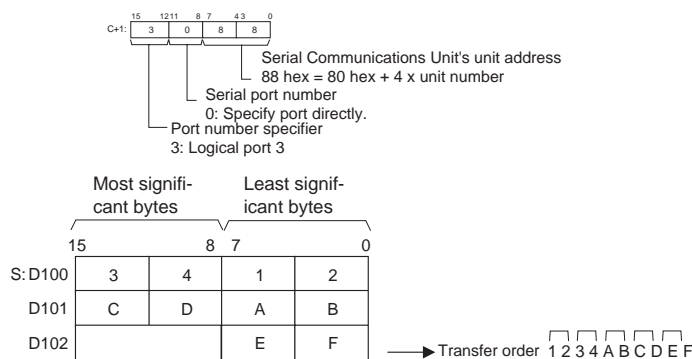 15 12 11 8 7 4 3 0
C+1: 3 0 8 8
Serial Communications Unit's unit address
88 hex = 80 hex + 4 x unit number
Serial port number
0: Specify port directly.
Port number specifier
3: Logical port 3
Most signifi-
cant bytes
Least signif-
icant bytes
15 8 7 0
S: D100 3 4 1 2
D101 C D A B
D102 E F
Transfer order 1 2 3 4 A B C D E F